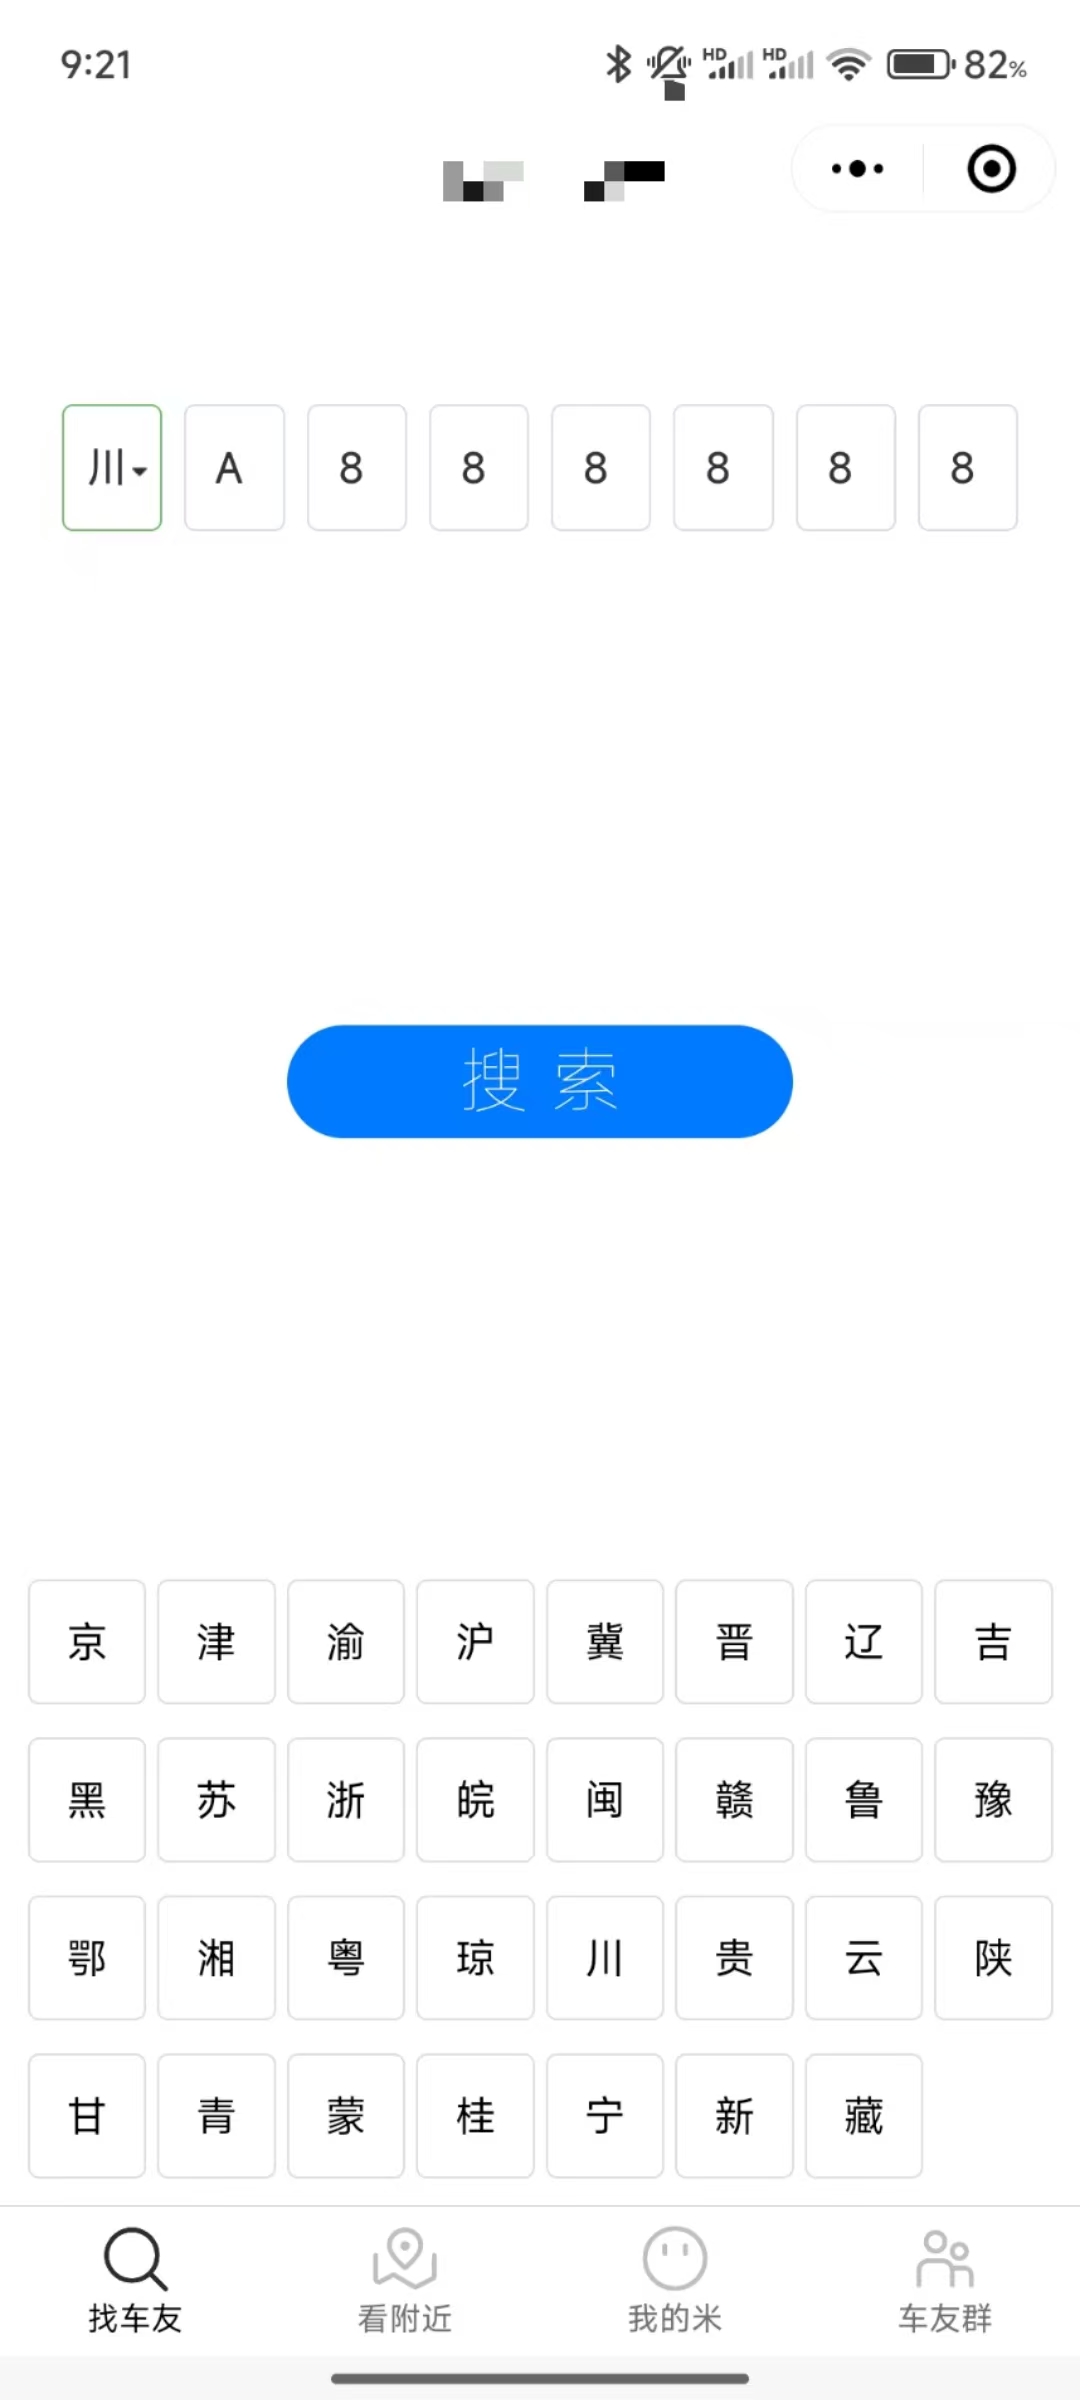 9:21 HD HD 82%
川 A 8 8 8 8 8 8
搜索
京 津 渝 沪 冀 晋 辽 吉
黑 苏 浙 皖 闽 赣 鲁 豫
鄂 湘 粤 琼 川 贵 云 陕
甘 青 蒙 桂 宁 新 藏
找车友 看附近 我的米 车友群